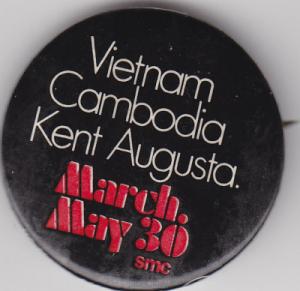 Vietnam
Cambodia
Kent Augusta.
March.
May 30
smc